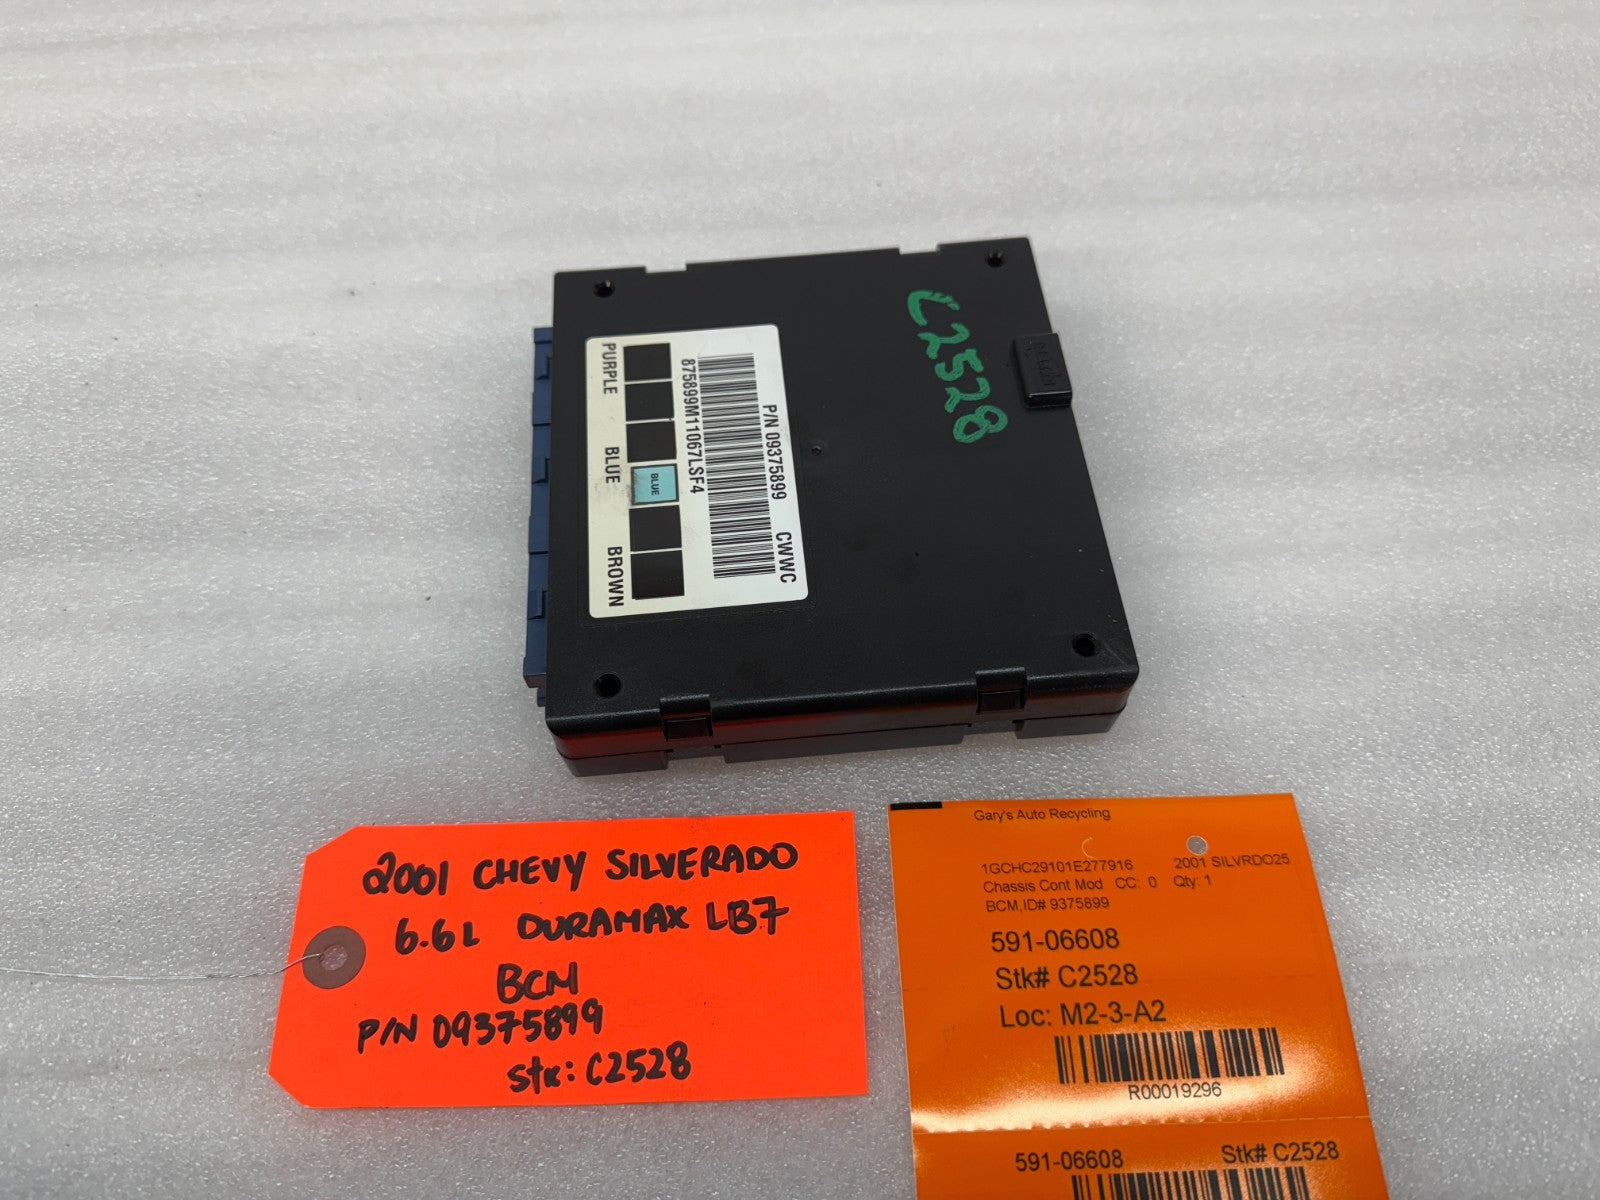 C2528
P/N 09375899 CWWC
875899M11067LSF4
BLUE
PURPLE BLUE BROWN
2001 CHEVY SILVERADO
6.6L DURAMAX LB7
BCM
P/N 09375899
stk: C2528
Gary's Auto Recycling
1GCHC29101E277916 2001 SILVRDO25
Chassis Cont Mod CC: 0 Qty: 1
BCM,ID# 9375899
591-06608
Stk# C2528
Loc: M2-3-A2
R00019296
591-06608 Stk# C2528